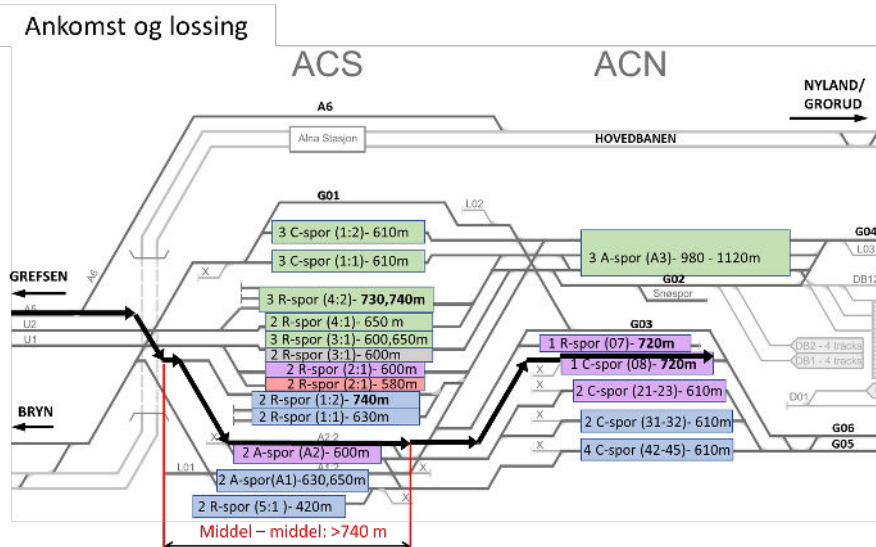 Ankomst og lossing
ACS
ACN
NYLAND/
GRORUD
A6
Alna Stasjon
HOVEDBANEN
A6
G01
L02
3 C-spor (1:2)- 610m
3 C-spor (1:1)- 610m
X
3 A-spor (A3)- 980 - 1120m
G04
L03
G02
Snøspor
DB12
GREFSEN
A5
U2
U1
3 R-spor (4:2)- 730,740m
2 R-spor (4:1)- 650 m
3 R-spor (3:1)- 600,650m
2 R-spor (3:1)- 600m
2 R-spor (2:1)- 600m
2 R-spor (2:1)- 580m
2 R-spor (1:2)- 740m
2 R-spor (1:1)- 630m
G03
1 R-spor (07)- 720m
X
1 C-spor (08)- 720m
X
2 C-spor (21-23)- 610m
X
2 C-spor (31-32)- 610m
X
4 C-spor (42-45)- 610m
DB2 - 4 tracks
DB1 - 4 tracks
D01
G06
G05
BRYN
X
A2:2
2 A-spor (A2)- 600m
L01
A1:2
X
2 A-spor(A1)-630,650m
X
2 R-spor (5:1 )- 420m
Middel – middel: >740 m